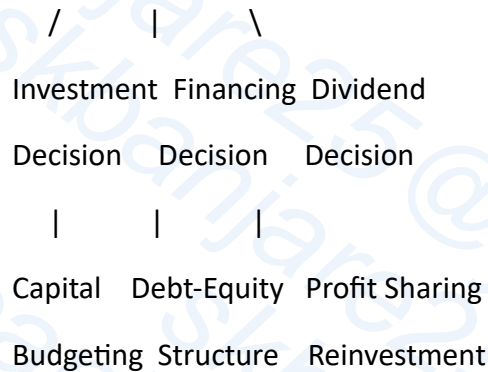 / | \
Investment Financing Dividend
Decision Decision Decision
| | |
Capital Debt-Equity Profit Sharing
Budgeting Structure Reinvestment